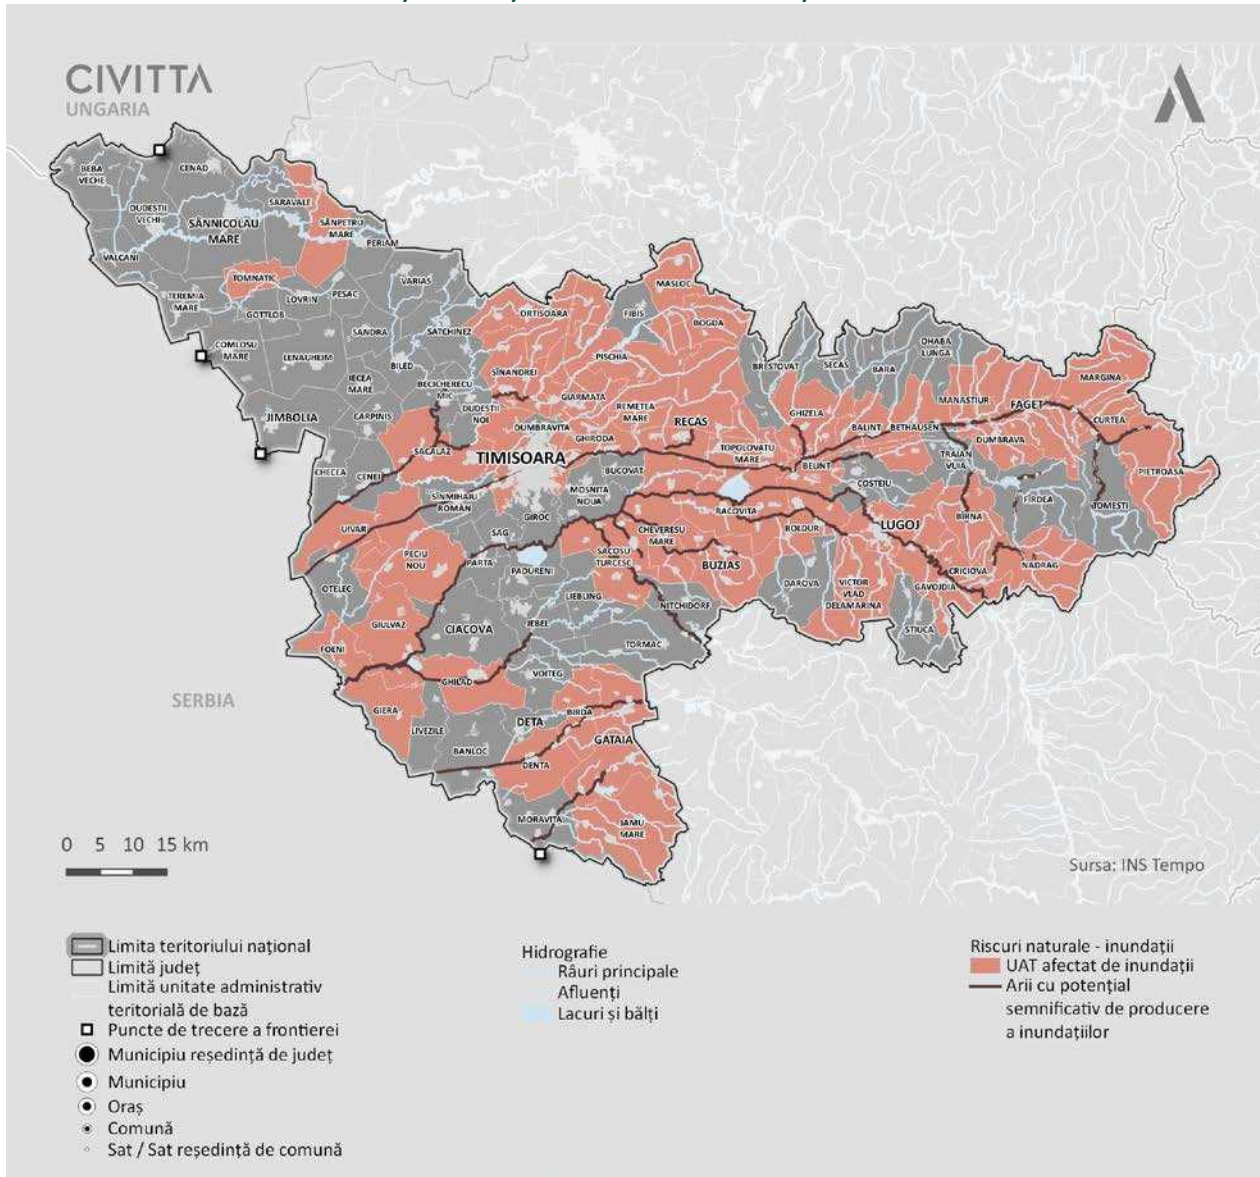 CIVITTA
UNGARIA
BEBA
VECHE
CENAD
DUDESTII
VECHI
SARAVALE
SÂNNICOLAU
MARE
SÂNPETRU
MARE
PERIAM
VALCANI
TOMNATIC
TEREMIA
MARE
LOVRIN
PESAC
VARIAS
GOTTLOB
MASLOC
ORTISOARA
FIBIS
BOGDA
SANDRA
SATCHINEZ
COMLOSU
MARE
LENAUHEIM
BILED
PISCHIA
IECEA
MARE
BECICHERECU
MIC
SÎNANDREI
BRESTOVAT
SECAS
BARA
OHABA
LUNGA
MARGINA
JIMBOLIA
CARPINIS
DUDESTII
NOI
GIARMATA
REMETEA
MARE
RECAS
GHIZELA
MANASTIUR
FAGET
CURTEA
DUMBRAVITA
GHIRODA
BALINT
BETHAUSEN
DUMBRAVA
SACALAZ
TIMISOARA
TOPOLOVATU
MARE
BELINT
TRAIAN
VUIA
PIETROASA
CHECEA
CENEI
BUCOVAT
COSTEIU
FÎRDEA
TOMESTI
SÎNMIHAIU
ROMÂN
MOSNITA
NOUA
GIROC
RACOVITA
BOLDUR
LUGOJ
BÎRNA
UIVAR
SAG
CHEVERESU
MARE
PECIU
NOU
PARTA
PADURENI
SACOSU
TURCESC
BUZIAS
CRICIOVA
NADRAG
OTELEC
LIEBLING
NITCHIDORF
DAROVA
VICTOR
VLAD
DELAMARINA
GAVOJDIA
GIULVAZ
CIACOVA
JEBEL
TORMAC
STIUCA
FOENI
GHILAD
VOITEG
SERBIA
GIERA
LIVEZILE
DETA
BIRDA
BANLOC
GATAIA
DENTA
MORAVITA
JAMU
MARE
0 5 10 15 km
Sursa: INS Tempo
Limita teritoriului național
Limită județ
Limită unitate administrativ
teritorială de bază
Puncte de trecere a frontierei
Municipiu reședință de județ
Municipiu
Oraș
Comună
Sat / Sat reședință de comună
Hidrografie
Râuri principale
Afluenți
Lacuri și bălți
Riscuri naturale - inundații
UAT afectat de inundații
Arii cu potențial
semnificativ de producere
a inundațiilor